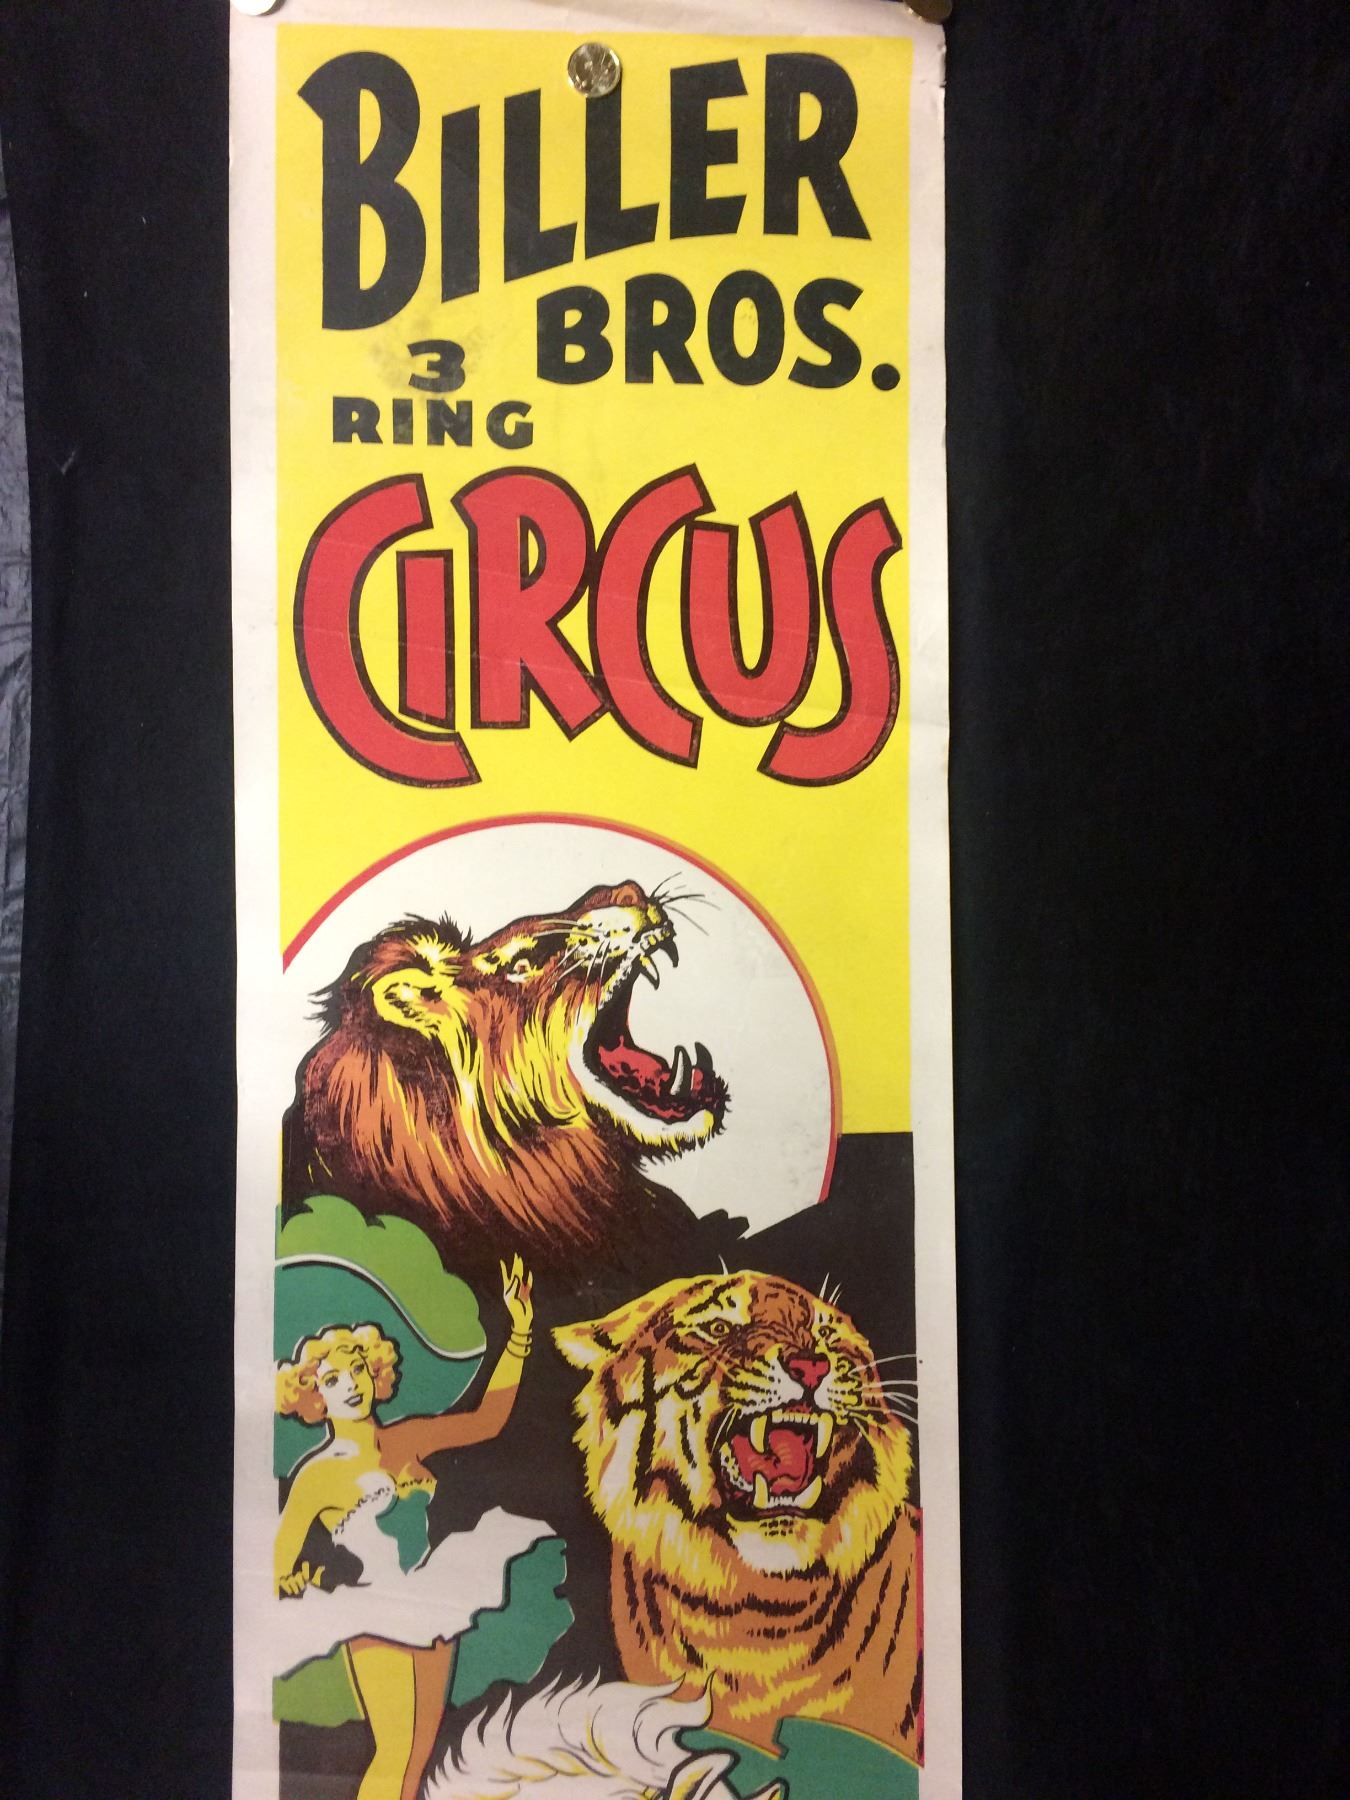 BILLER
BROS.
3
RING
CIRCUS